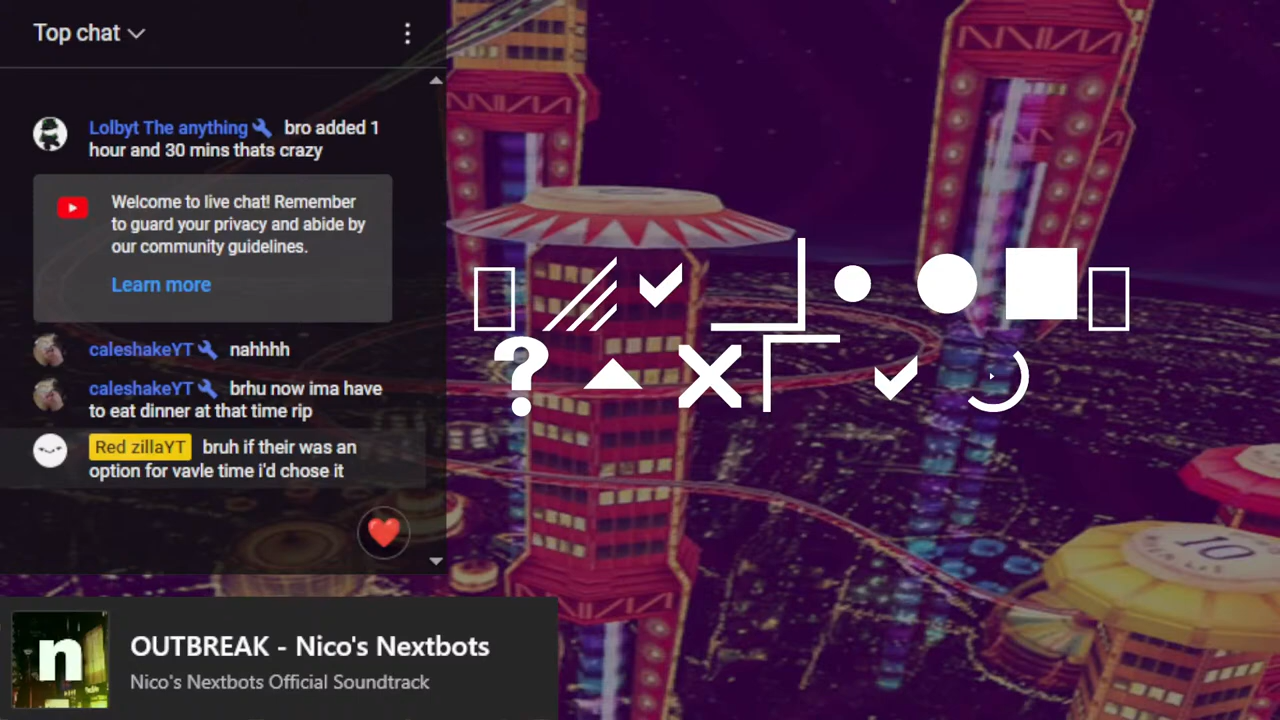 Top chat
Lolbyt The anything bro added 1
hour and 30 mins thats crazy
Welcome to live chat! Remember
to guard your privacy and abide by
our community guidelines.
Learn more
caleshakeYT nahhhh
caleshakeYT brhu now ima have
to eat dinner at that time rip
Red zillaYT bruh if their was an
option for vavle time i'd chose it
?
10
n
OUTBREAK - Nico's Nextbots
Nico's Nextbots Official Soundtrack